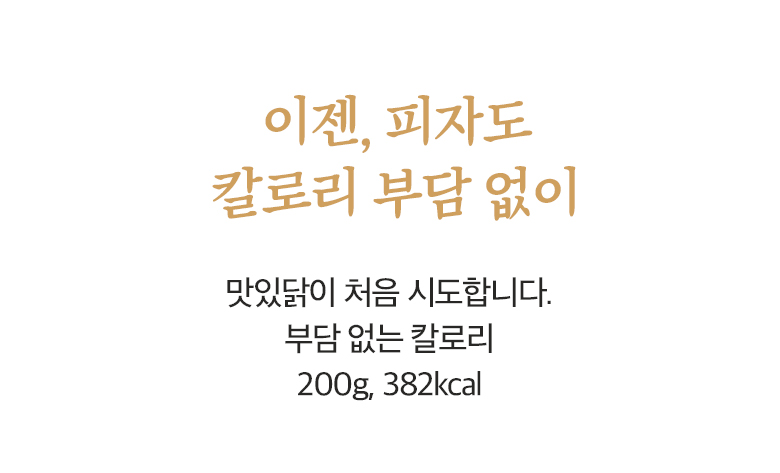 이젠, 피자도
칼로리 부담 없이
맛있닭이 처음 시도합니다.
부담 없는 칼로리
200g, 382kcal